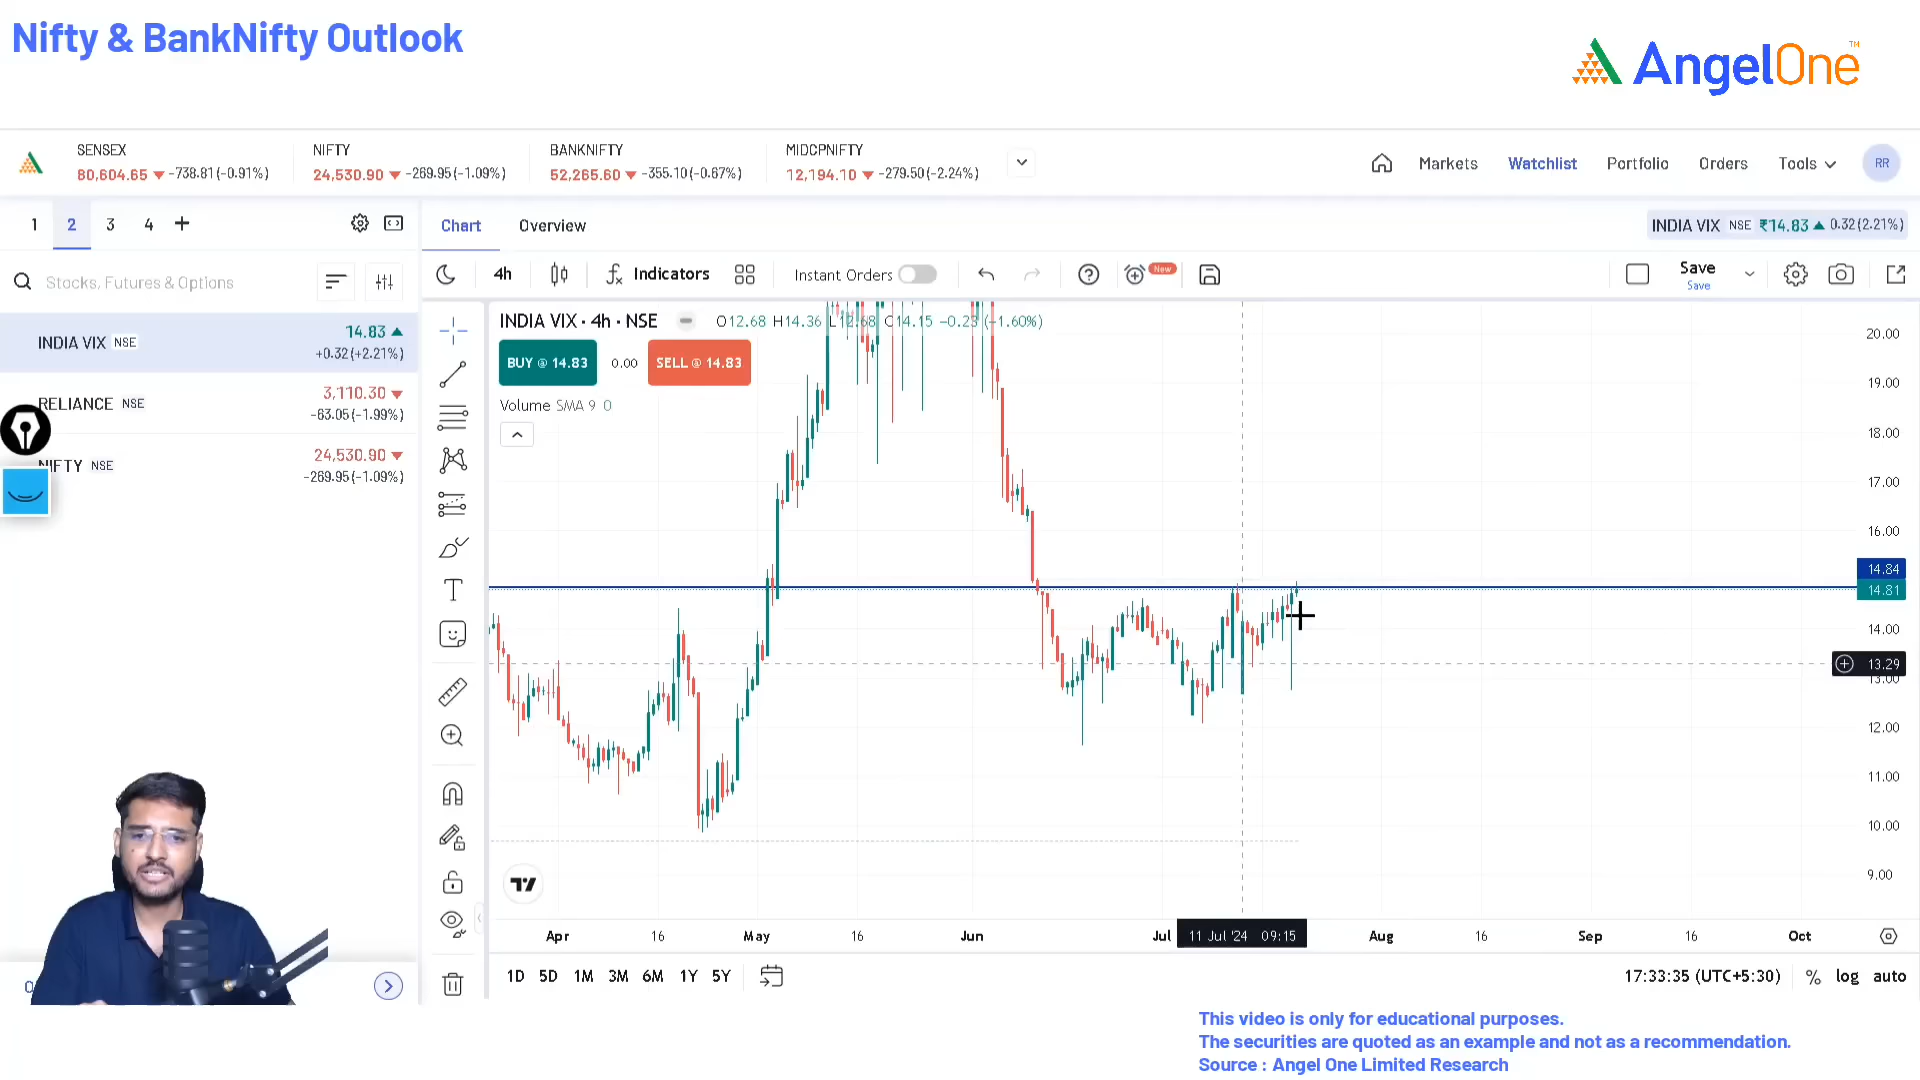 Nifty & BankNifty Outlook
AngelOne™
SENSEX
80,604.65 -738.81(-0.91%)
NIFTY
24,530.90 -269.95(-1.09%)
BANKNIFTY
52,265.60 -355.10(-0.67%)
MIDCPNIFTY
12,194.10 -279.50(-2.24%)
Markets Watchlist Portfolio Orders Tools RR
1 2 3 4 +
Chart Overview
INDIA VIX NSE ₹14.83 0.32(2.21%)
Stocks, Futures & Options
4h Indicators Instant Orders New
Save
Save
INDIA VIX NSE 14.83
+0.32(+2.21%)
RELIANCE NSE 3,110.30
-63.05(-1.99%)
NIFTY NSE 24,530.90
-269.95(-1.09%)
INDIA VIX · 4h · NSE O12.68 H14.36 L12.68 C14.15 -0.23 (-1.60%)
BUY @ 14.83 0.00 SELL @ 14.83
Volume SMA 9 0
20.00
19.00
18.00
17.00
16.00
14.84
14.81
14.00
13.29
13.00
12.00
11.00
10.00
9.00
Apr 16 May 16 Jun Jul 11 Jul '24 09:15 Aug 16 Sep 16 Oct
1D 5D 1M 3M 6M 1Y 5Y
17:33:35 (UTC+5:30) % log auto
This video is only for educational purposes.
The securities are quoted as an example and not as a recommendation.
Source : Angel One Limited Research